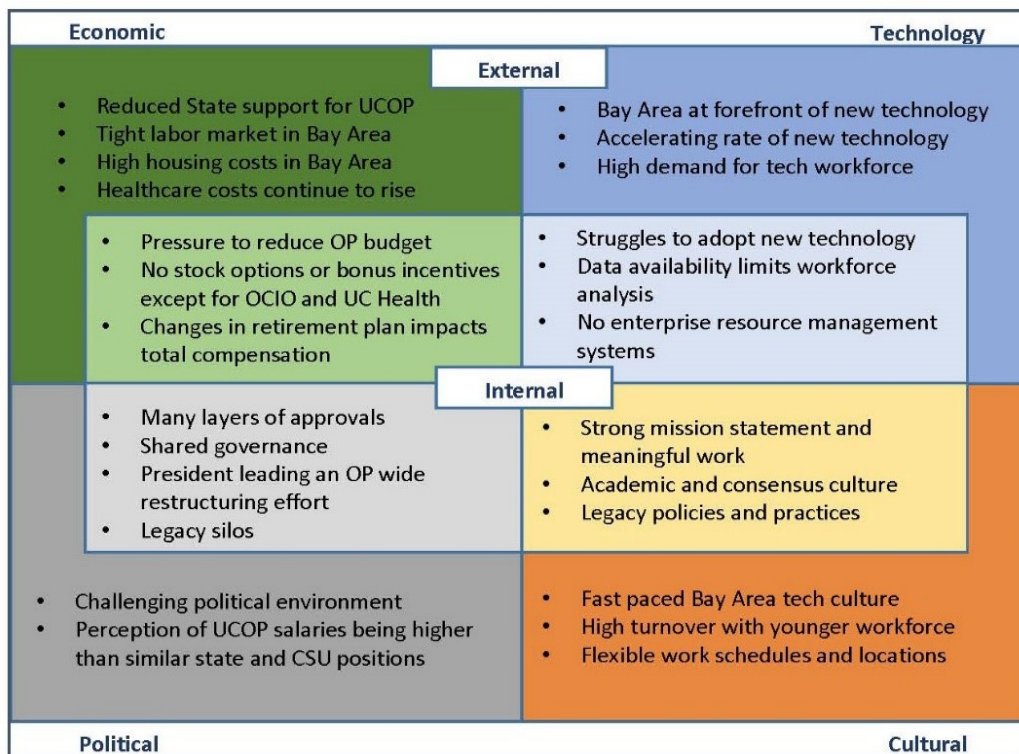 Economic
Technology
External
• Reduced State support for UCOP
• Tight labor market in Bay Area
• High housing costs in Bay Area
• Healthcare costs continue to rise
• Bay Area at forefront of new technology
• Accelerating rate of new technology
• High demand for tech workforce
• Pressure to reduce OP budget
• No stock options or bonus incentives
except for OCIO and UC Health
• Changes in retirement plan impacts
total compensation
• Struggles to adopt new technology
• Data availability limits workforce
analysis
• No enterprise resource management
systems
Internal
• Many layers of approvals
• Shared governance
• President leading an OP wide
restructuring effort
• Legacy silos
• Strong mission statement and
meaningful work
• Academic and consensus culture
• Legacy policies and practices
• Challenging political environment
• Perception of UCOP salaries being higher
than similar state and CSU positions
• Fast paced Bay Area tech culture
• High turnover with younger workforce
• Flexible work schedules and locations
Political
Cultural